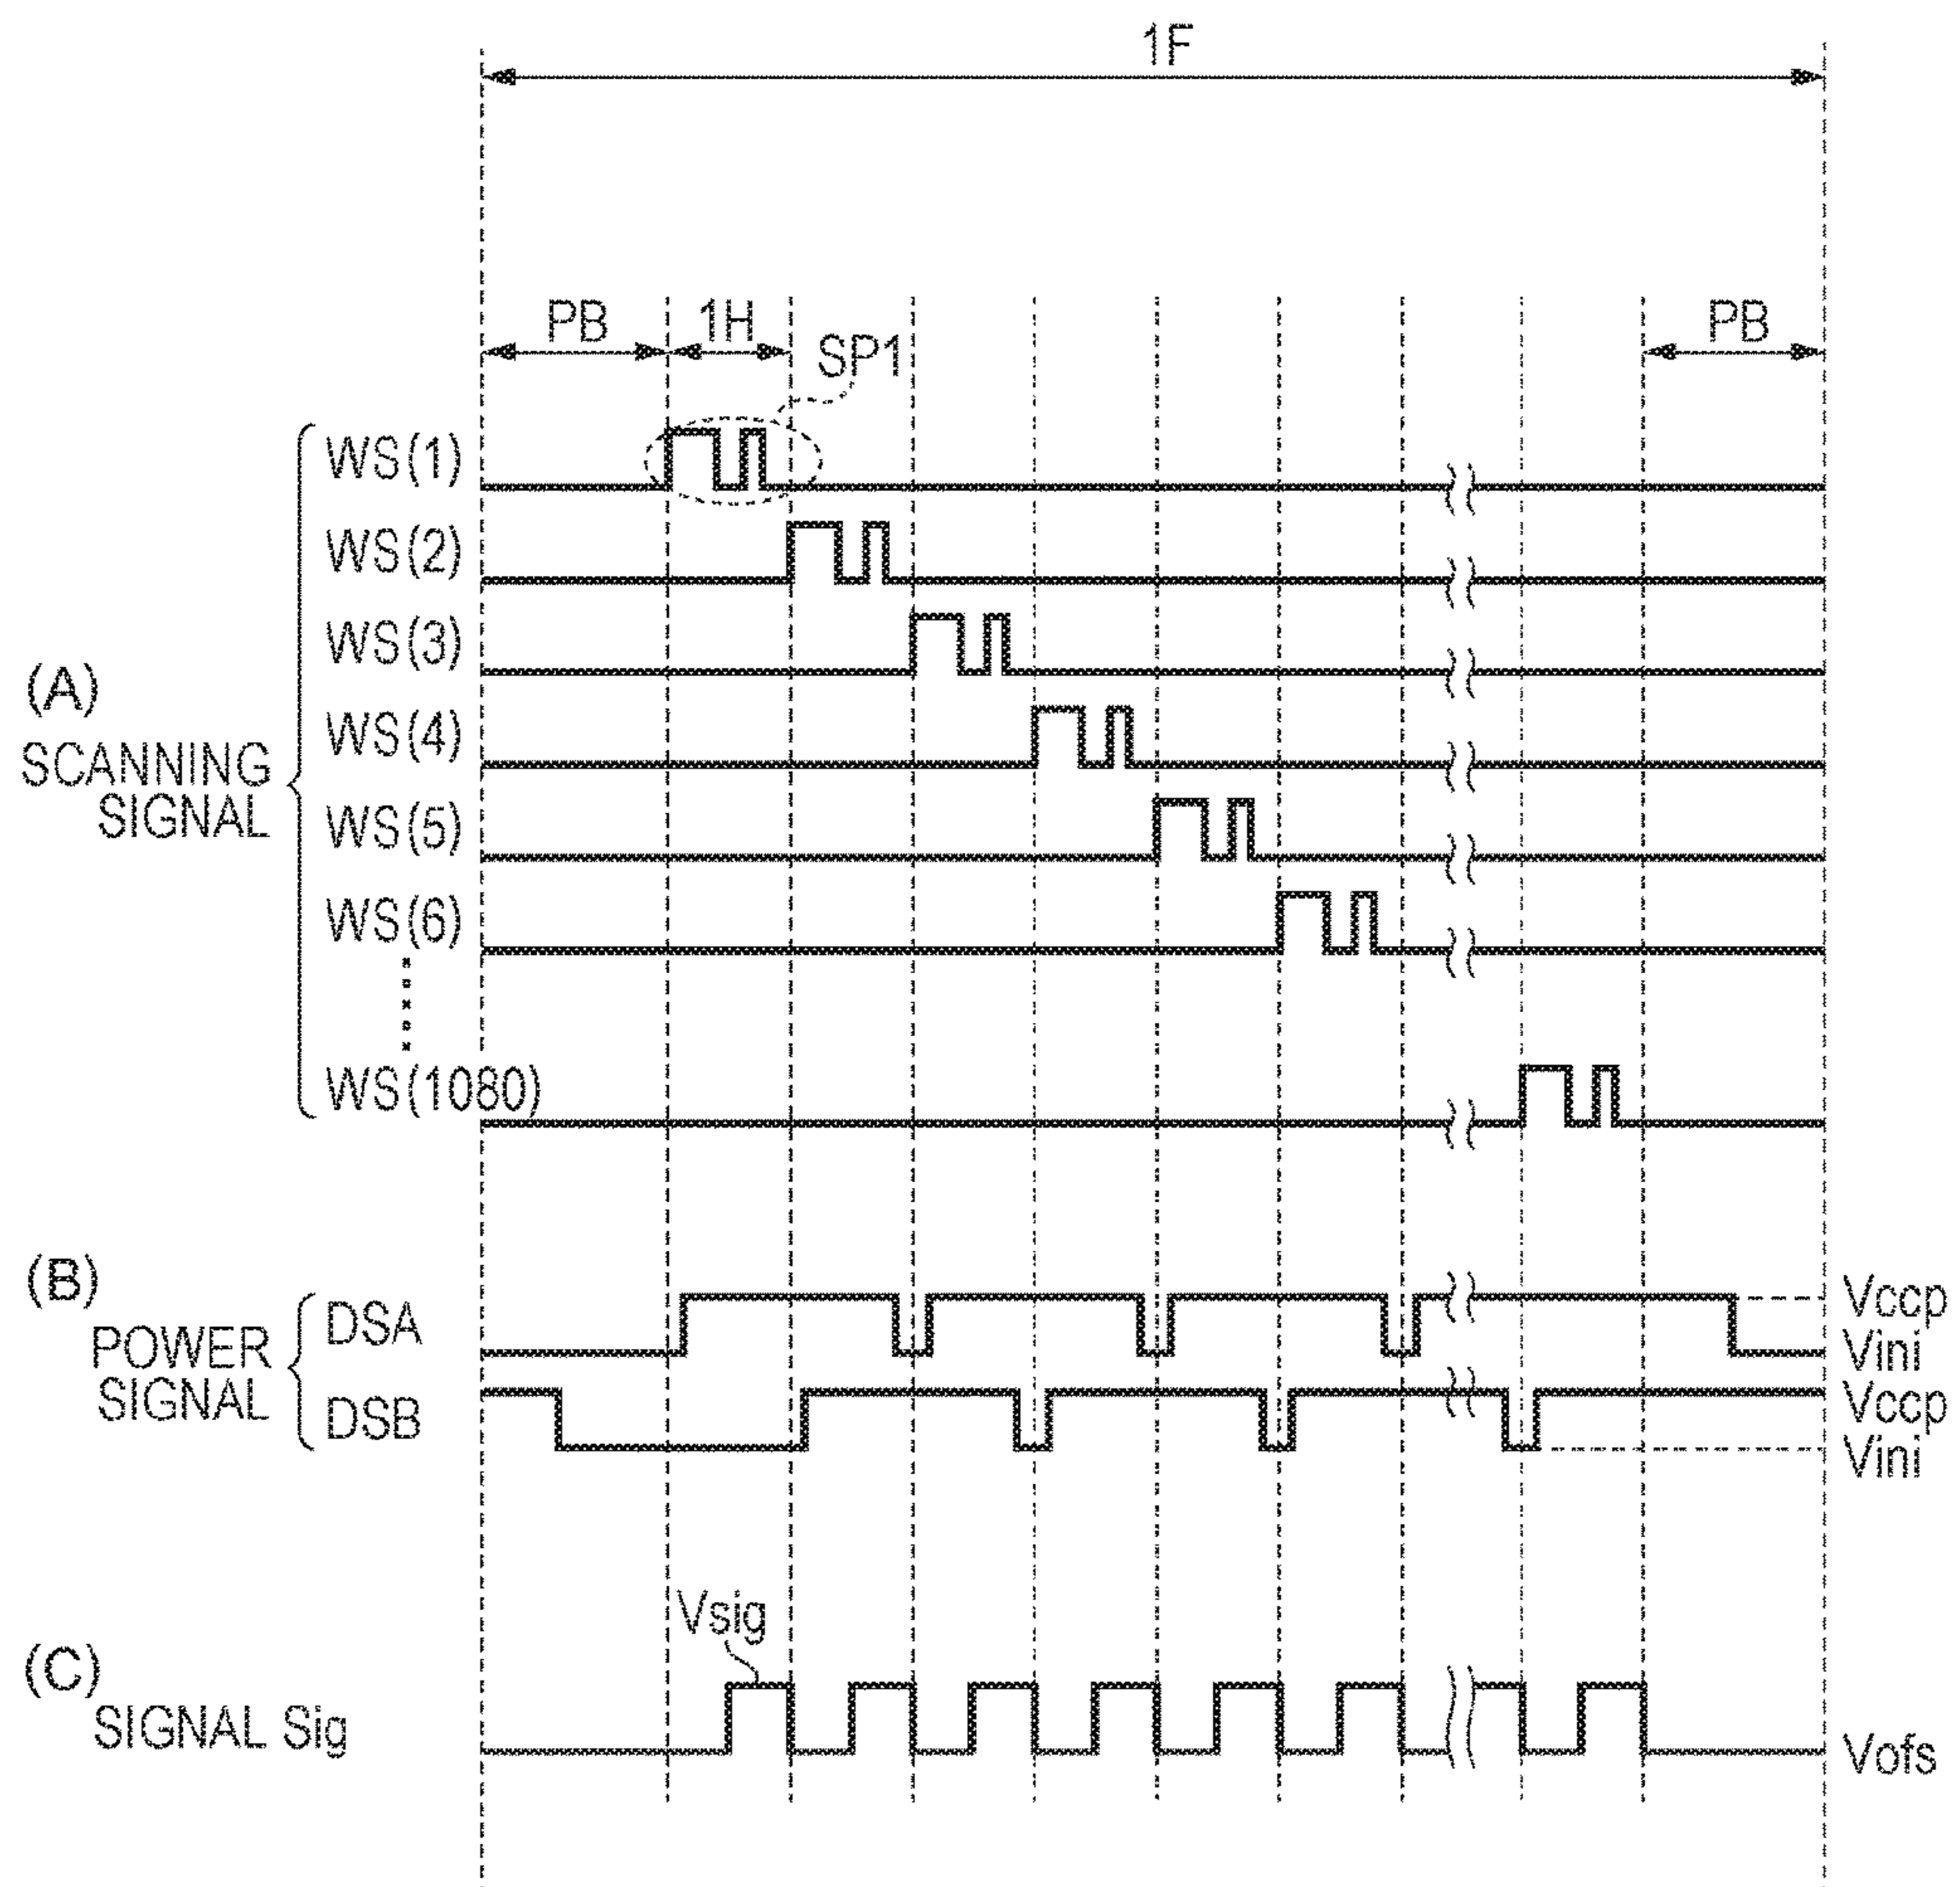 1F
PB
1H
PB
SP1
WS(1)
WS(2)
WS(3)
(A)
WS(4)
SCANNING
SIGNAL
WS(5)
WS(6)
WS(1080)
(B)
POWER
SIGNAL
DSA
Vccp
Vini
DSB
Vccp
Vini
Vsig
(C)
SIGNAL Sig
Vofs